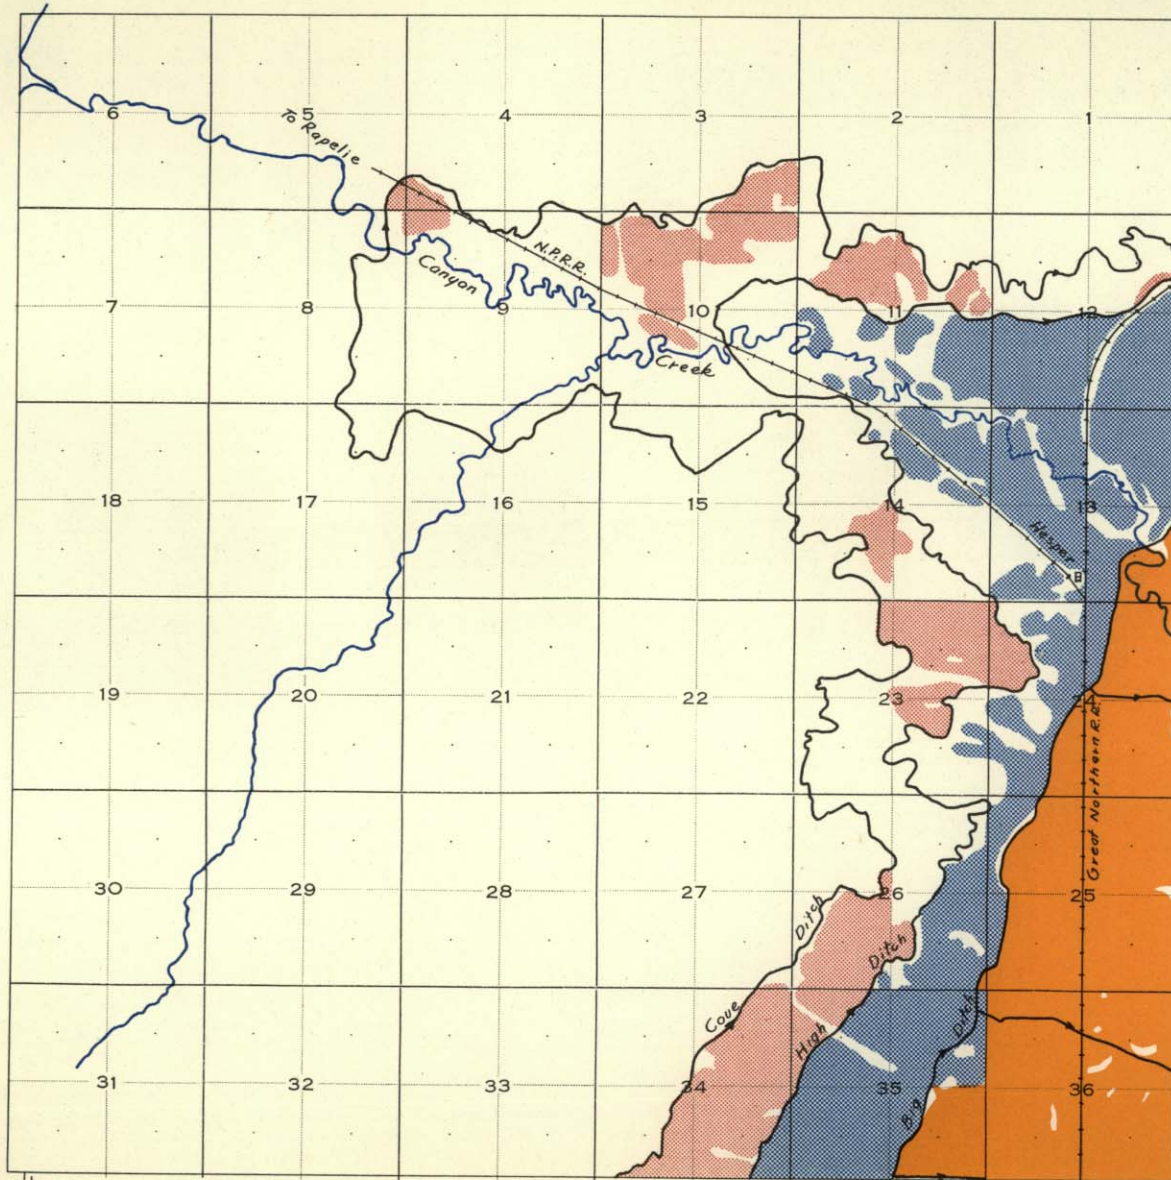 6 5 4 3 2 1
To Rapelie
N.P.R.R.
Canyon
7 8 9 10 11 12
Creek
18 17 16 15 14 13
Hesper
19 20 21 22 23 24
Great Northern R.R.
30 29 28 27 26 25
Ditch
Ditch
Cove
High
Ditch
31 32 33 34 35 36
Big